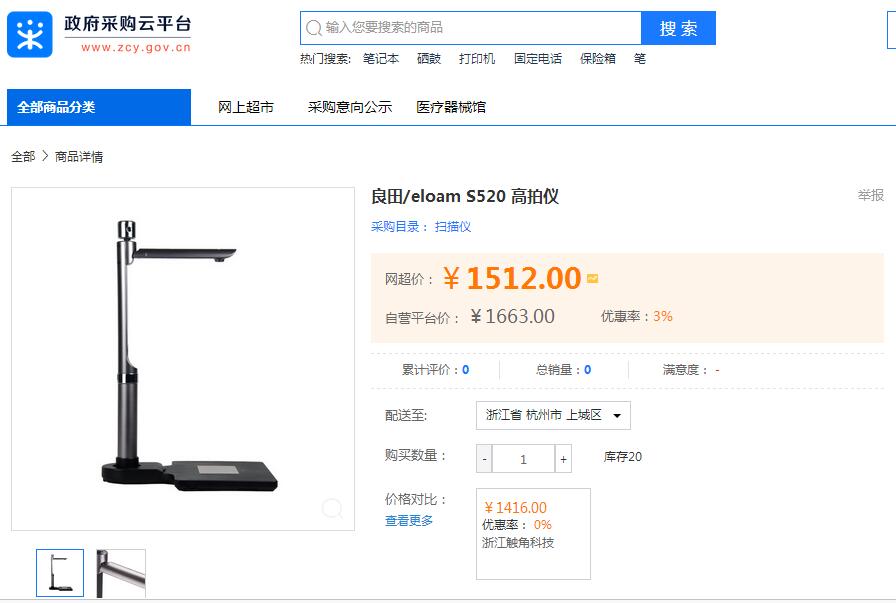 政府采购云平台
www.zcy.gov.cn
输入您要搜索的商品
搜索
热门搜索: 笔记本 硒鼓 打印机 固定电话 保险箱 笔
全部商品分类 网上超市 采购意向公示 医疗器械馆
全部 > 商品详情
良田/eloam S520 高拍仪
举报
采购目录： 扫描仪
网超价： ￥1512.00
自营平台价： ￥1663.00 优惠率：3%
累计评价：0 总销量：0 满意度： -
配送至: 浙江省 杭州市 上城区
购买数量： - 1 + 库存20
价格对比：
查看更多
￥1416.00
优惠率： 0%
浙江触角科技